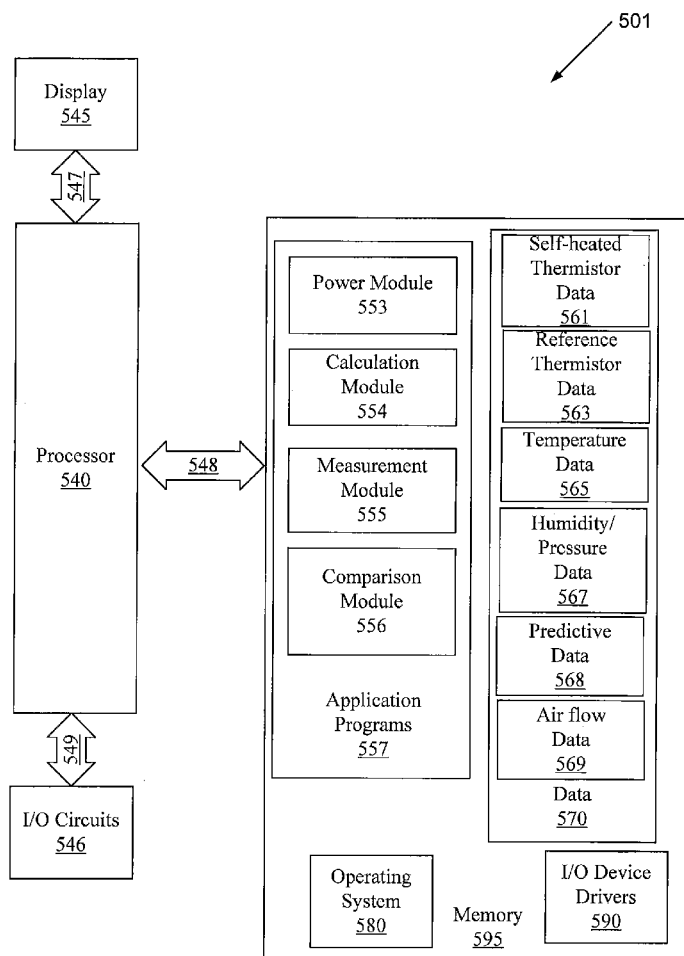 501
Display
545
547
Processor
540
548
549
I/O Circuits
546
Power Module
553
Calculation
Module
554
Measurement
Module
555
Comparison
Module
556
Application
Programs
557
Self-heated
Thermistor
Data
561
Reference
Thermistor
Data
563
Temperature
Data
565
Humidity/
Pressure
Data
567
Predictive
Data
568
Air flow
Data
569
Data
570
Operating
System
580
Memory
595
I/O Device
Drivers
590